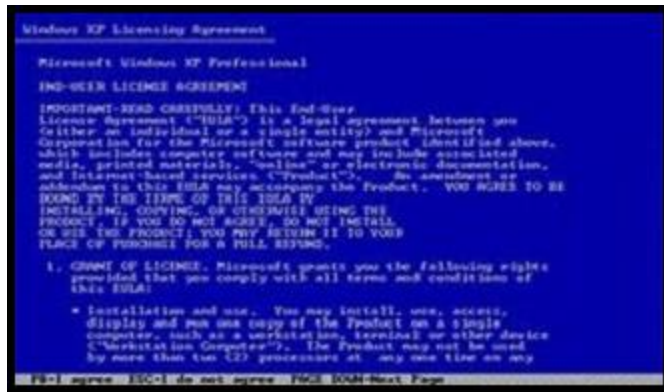 Windows XP Licensing Agreement
Microsoft Windows XP Professional
END-USER LICENSE AGREEMENT
IMPORTANT-READ CAREFULLY: This End-User
License Agreement ("EULA") is a legal agreement between you
(either an individual or a single entity) and Microsoft
Corporation for the Microsoft software product identified above,
which includes computer software and may include associated
media, printed materials, "online" or electronic documentation,
and Internet-based services ("Product"). An amendment or
addendum to this EULA may accompany the Product. YOU AGREE TO BE
BOUND BY THE TERMS OF THIS EULA BY
INSTALLING, COPYING, OR OTHERWISE USING THE
PRODUCT. IF YOU DO NOT AGREE, DO NOT INSTALL
OR USE THE PRODUCT; YOU MAY RETURN IT TO YOUR
PLACE OF PURCHASE FOR A FULL REFUND.
1. GRANT OF LICENSE. Microsoft grants you the following rights
provided that you comply with all terms and conditions of
this EULA:
* Installation and use. You may install, use, access,
display and run one copy of the Product on a single
computer, such as a workstation, terminal or other device
("Workstation Computer"). The Product may not be used
by more than two (2) processors at any one time on any
F8=I agree ESC=I do not agree PAGE DOWN=Next Page